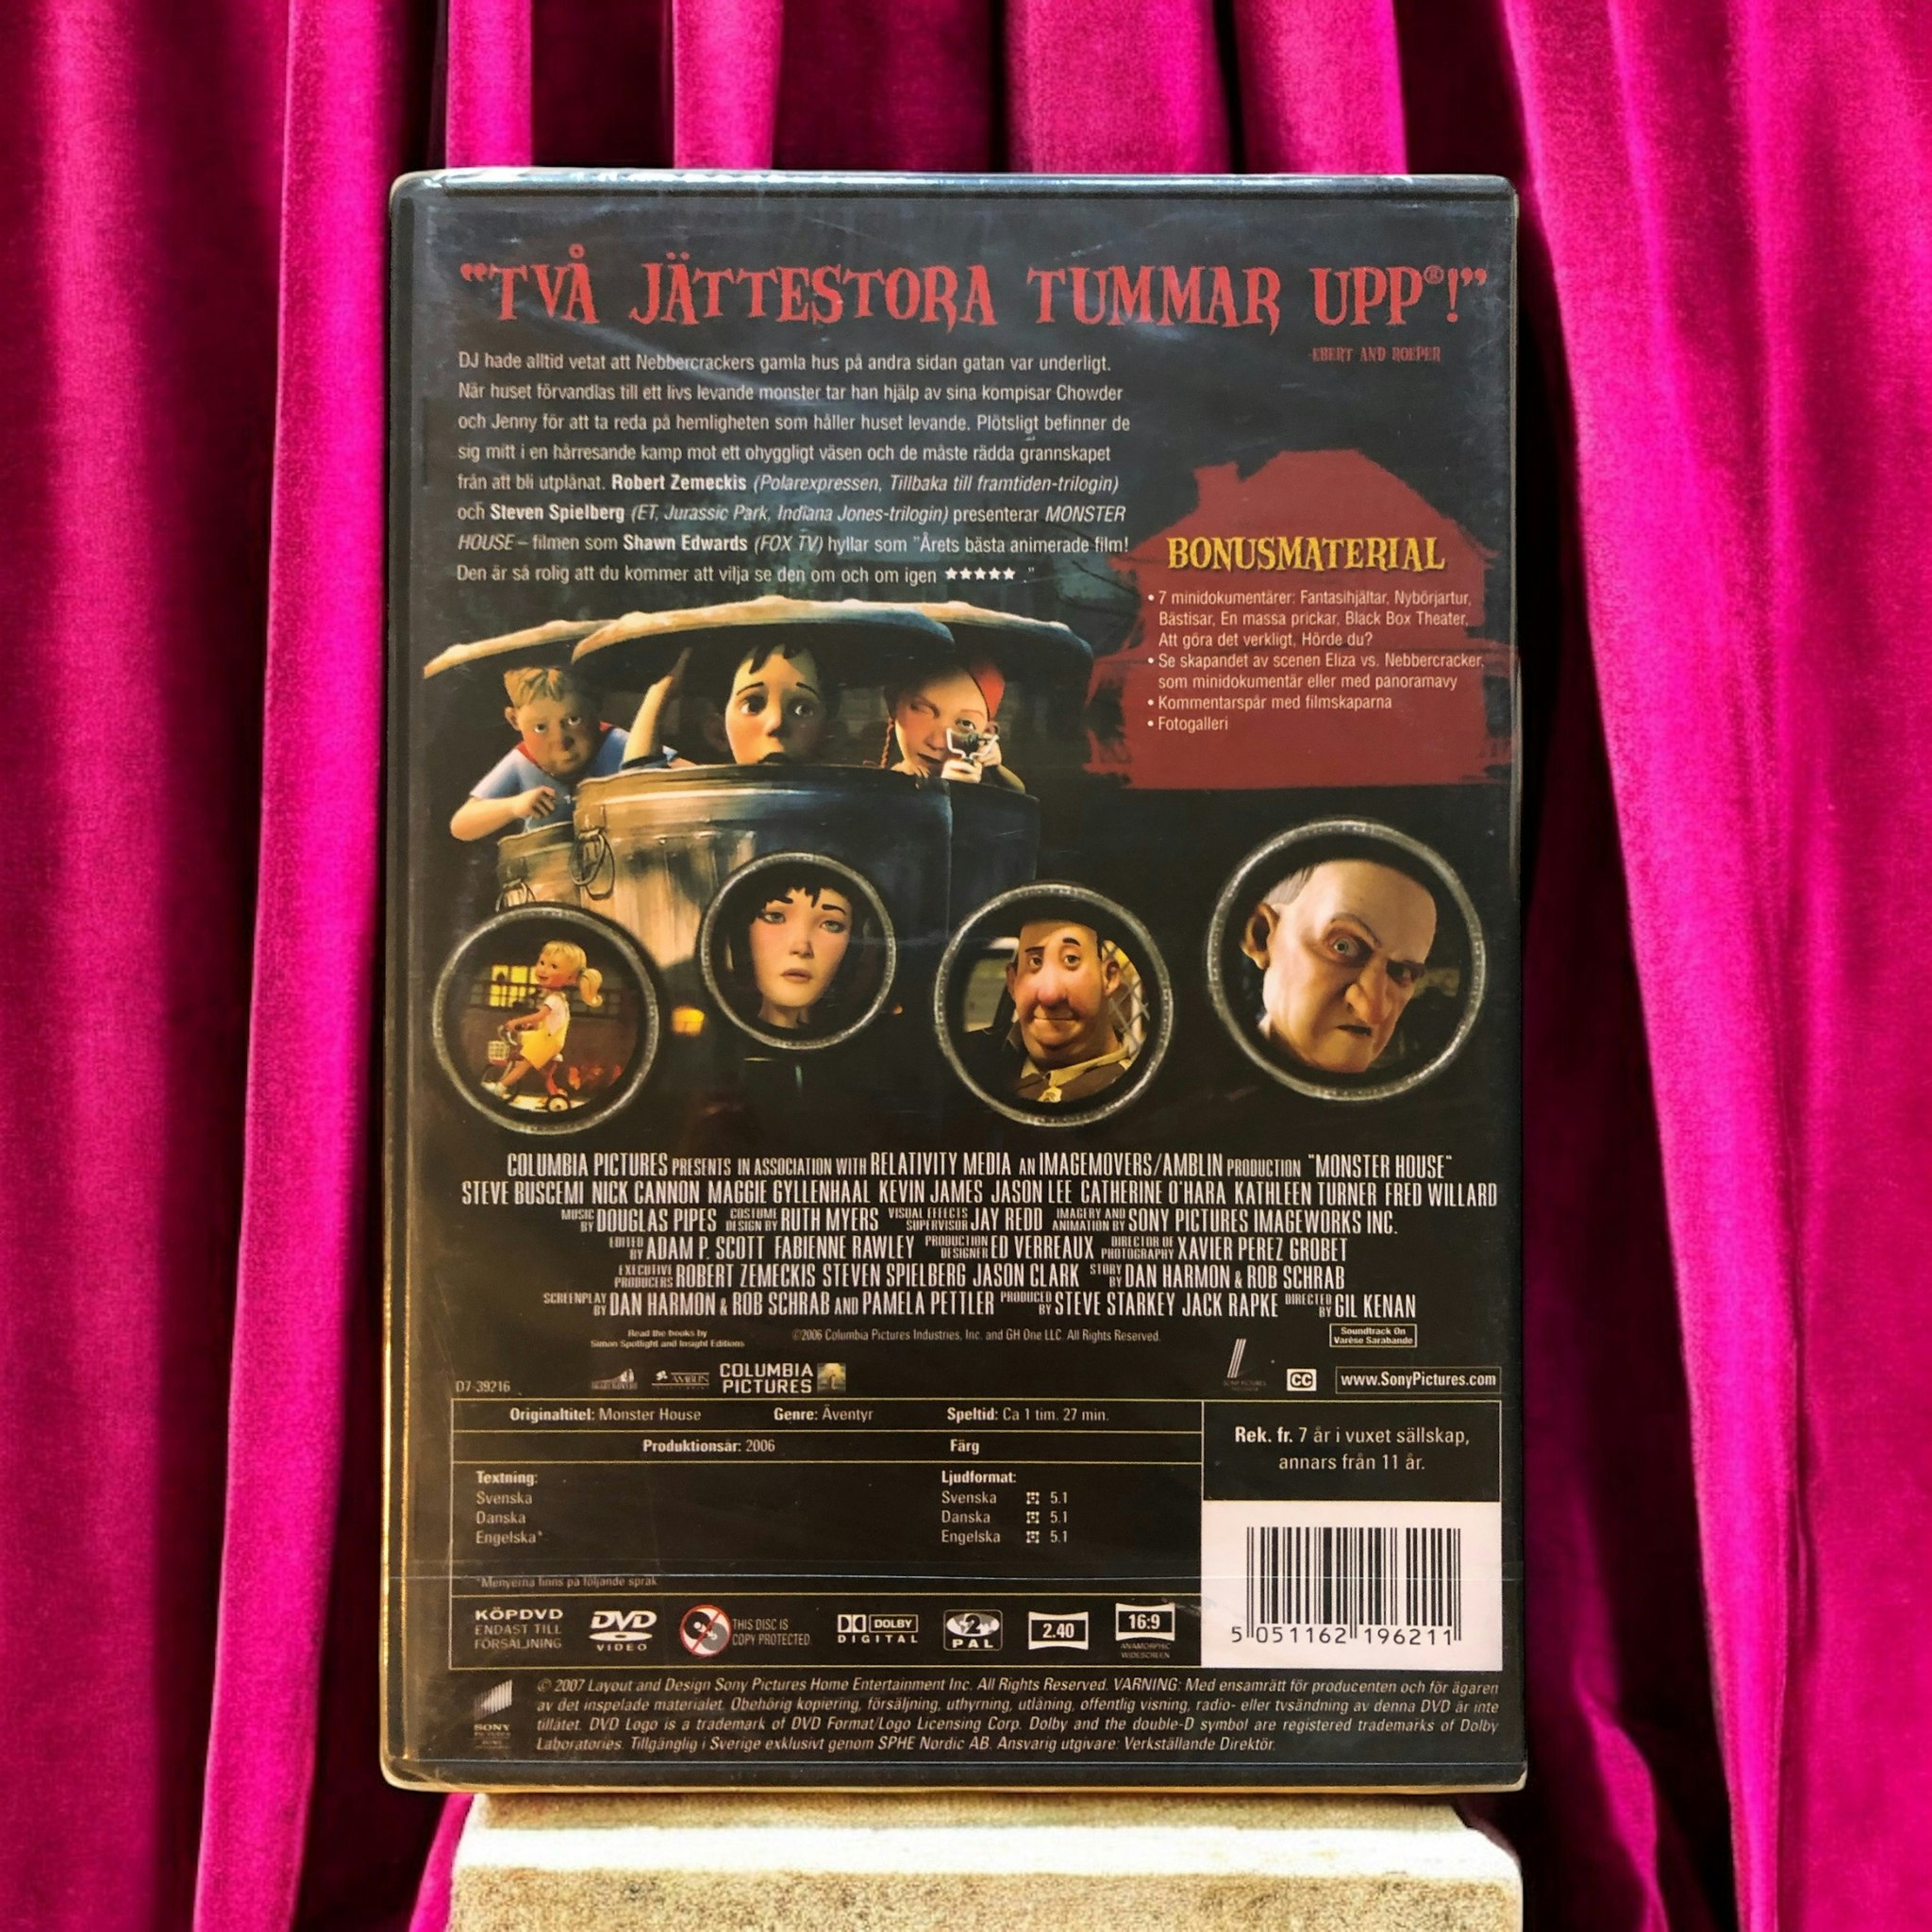 “TVÅ JÄTTESTORA TUMMAR UPP®!”
-EBERT AND ROEPER
DJ hade alltid vetat att Nebbercrackers gamla hus på andra sidan gatan var underligt.
När huset förvandlas till ett livs levande monster tar han hjälp av sina kompisar Chowder
och Jenny för att ta reda på hemligheten som håller huset levande. Plötsligt befinner de
sig mitt i en hårresande kamp mot ett ohyggligt väsen och de måste rädda grannskapet
från att bli utplånat. Robert Zemeckis (Polarexpressen, Tillbaka till framtiden-trilogin)
och Steven Spielberg (ET, Jurassic Park, Indiana Jones-trilogin) presenterar MONSTER
HOUSE – filmen som Shawn Edwards (FOX TV) hyllar som ”Årets bästa animerade film!
Den är så rolig att du kommer att vilja se den om och om igen ★★★★★ .”
BONUSMATERIAL
• 7 minidokumentärer: Fantasihjältar, Nybörjartur,
Bästisar, En massa prickar, Black Box Theater,
Att göra det verkligt, Hörde du?
• Se skapandet av scenen Eliza vs. Nebbercracker,
som minidokumentär eller med panoramavy
• Kommentarspår med filmskaparna
• Fotogalleri
COLUMBIA PICTURES PRESENTS IN ASSOCIATION WITH RELATIVITY MEDIA AN IMAGEMOVERS/AMBLIN PRODUCTION "MONSTER HOUSE"
STEVE BUSCEMI NICK CANNON MAGGIE GYLLENHAAL KEVIN JAMES JASON LEE CATHERINE O'HARA KATHLEEN TURNER FRED WILLARD
MUSIC BY DOUGLAS PIPES COSTUME DESIGN BY RUTH MYERS VISUAL EFFECTS SUPERVISOR JAY REDD IMAGERY AND ANIMATION BY SONY PICTURES IMAGEWORKS INC.
EDITED BY ADAM P. SCOTT FABIENNE RAWLEY PRODUCTION DESIGNER ED VERREAUX DIRECTOR OF PHOTOGRAPHY XAVIER PEREZ GROBET
EXECUTIVE PRODUCERS ROBERT ZEMECKIS STEVEN SPIELBERG JASON CLARK STORY BY DAN HARMON & ROB SCHRAB
SCREENPLAY BY DAN HARMON & ROB SCHRAB AND PAMELA PETTLER PRODUCED BY STEVE STARKEY JACK RAPKE DIRECTED BY GIL KENAN
Read the books by
Simon Spotlight and Insight Editions
©2006 Columbia Pictures Industries, Inc. and GH One LLC. All Rights Reserved.
Soundtrack On
Varèse Sarabande
D7-39216
AMBLIN
COLUMBIA
PICTURES
CC
www.SonyPictures.com
Originaltitel: Monster House Genre: Äventyr Speltid: Ca 1 tim. 27 min.
Produktionsår: 2006 Färg
Rek. fr. 7 år i vuxet sällskap,
annars från 11 år.
Textning:
Svenska
Danska
Engelska*
Ljudformat:
Svenska 5.1
Danska 5.1
Engelska 5.1
*Menyerna finns på följande språk
KÖPDVD
ENDAST TILL
FÖRSÄLJNING
DVD
VIDEO
THIS DISC IS
COPY PROTECTED
DOLBY
DIGITAL
2
PAL
2.40
16:9
ANAMORPHIC
WIDESCREEN
5 051162 196211
SONY
PICTURES
© 2007 Layout and Design Sony Pictures Home Entertainment Inc. All Rights Reserved. VARNING: Med ensamrätt för producenten och för ägaren
av det inspelade materialet. Obehörig kopiering, försäljning, uthyrning, utlåning, offentlig visning, radio- eller tvsändning av denna DVD är inte
tillåtet. DVD Logo is a trademark of DVD Format/Logo Licensing Corp. Dolby and the double-D symbol are registered trademarks of Dolby
Laboratories. Tillgänglig i Sverige exklusivt genom SPHE Nordic AB. Ansvarig utgivare: Verkställande Direktör.